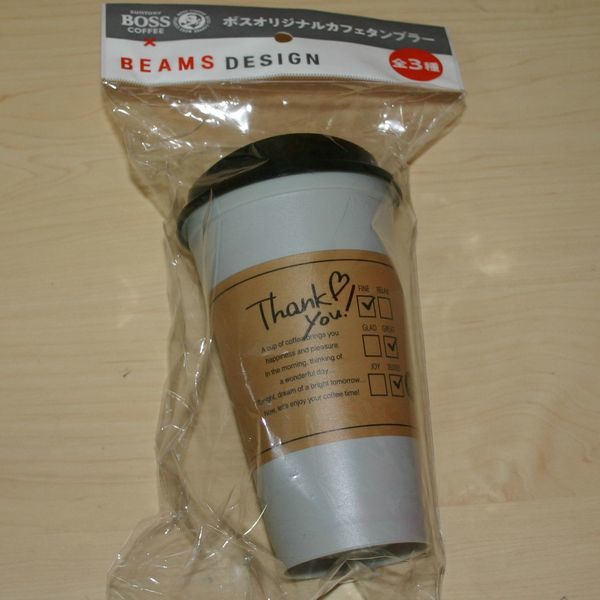 SUNTORY
BOSS
COFFEE
ボスオリジナルカフェタンブラー
×
BEAMS DESIGN
全3種
Thank
you!
FINE RELAX
GLAD GREAT
JOY
A cup of coffee brings you
happiness and pleasure.
In the morning, thinking of
a wonderful day...
night, dream of a bright tomorrow...
Now, let's enjoy your coffee time!